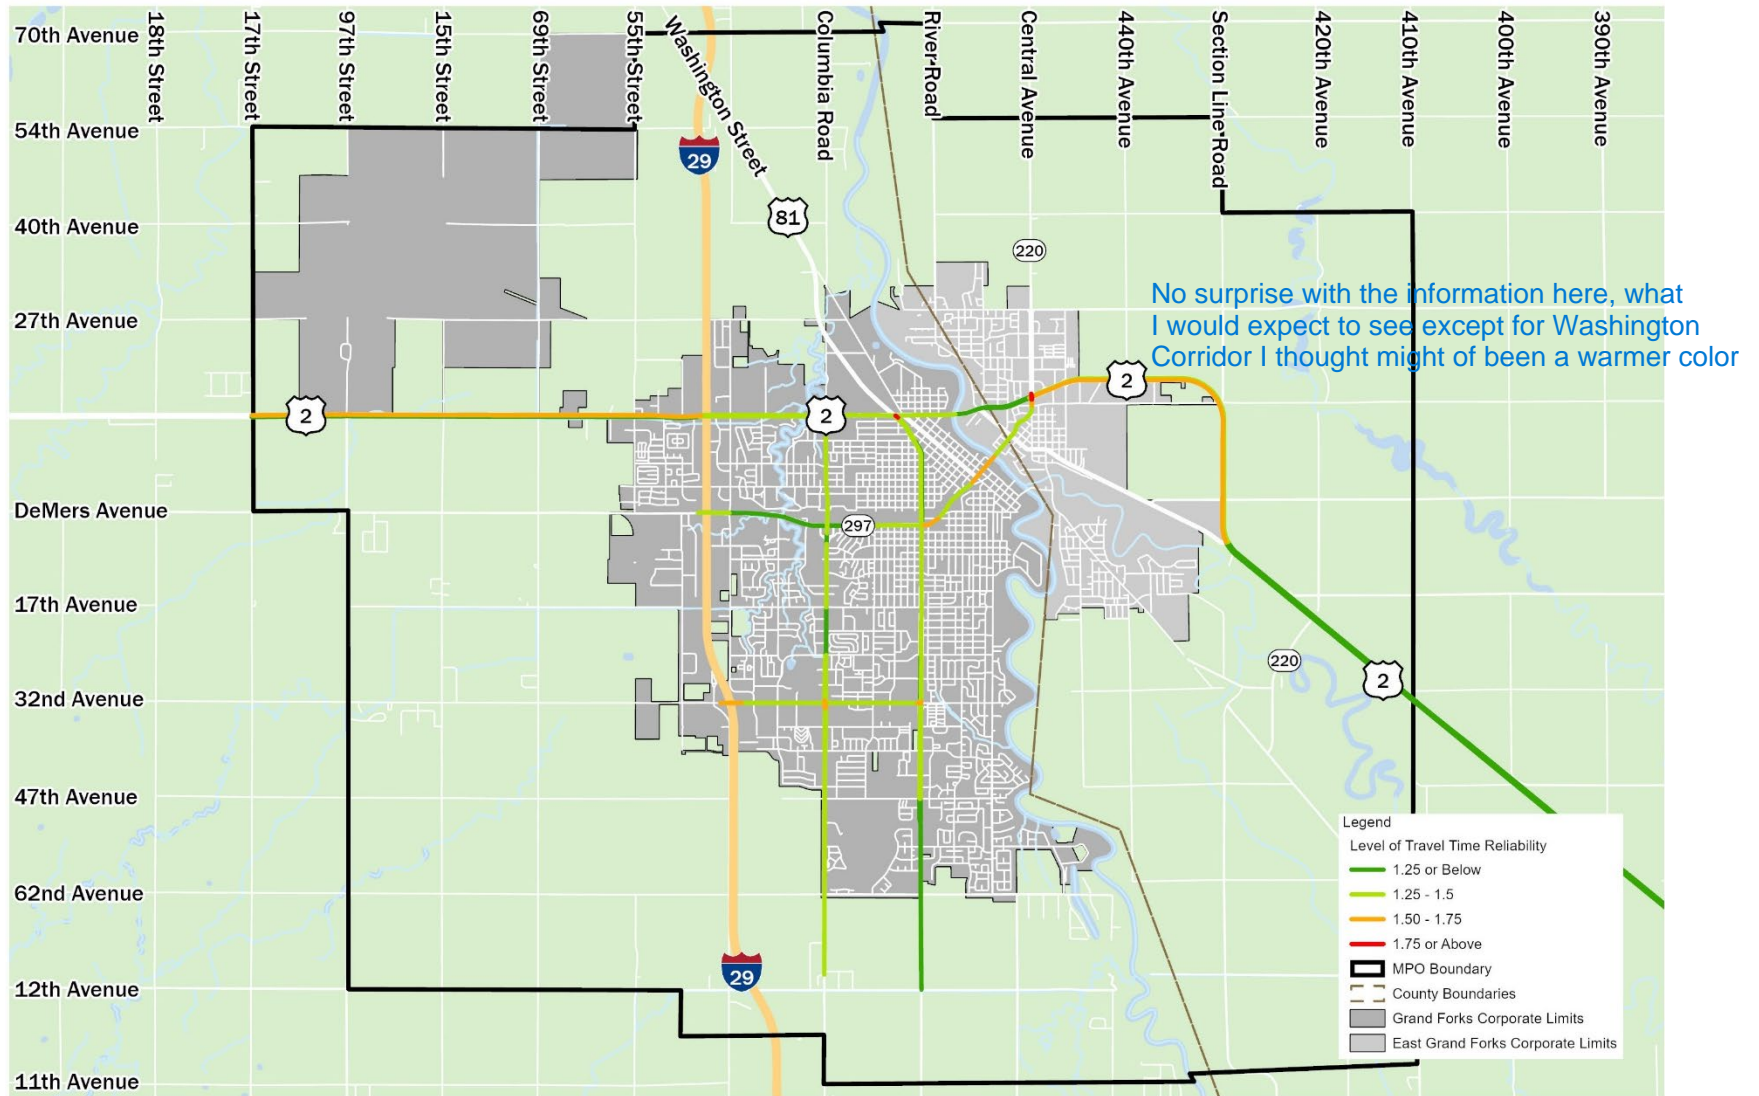 18th Street
17th Street
97th Street
15th Street
69th Street
55th Street
Washington Street
Columbia Road
River Road
Central Avenue
440th Avenue
Section Line Road
420th Avenue
410th Avenue
400th Avenue
390th Avenue
70th Avenue
54th Avenue
29
40th Avenue
81
220
No surprise with the information here, what
I would expect to see except for Washington
Corridor I thought might of been a warmer color
27th Avenue
2
2
2
DeMers Avenue
297
17th Avenue
220
2
32nd Avenue
47th Avenue
62nd Avenue
29
12th Avenue
11th Avenue
Legend
Level of Travel Time Reliability
1.25 or Below
1.25 - 1.5
1.50 - 1.75
1.75 or Above
MPO Boundary
County Boundaries
Grand Forks Corporate Limits
East Grand Forks Corporate Limits